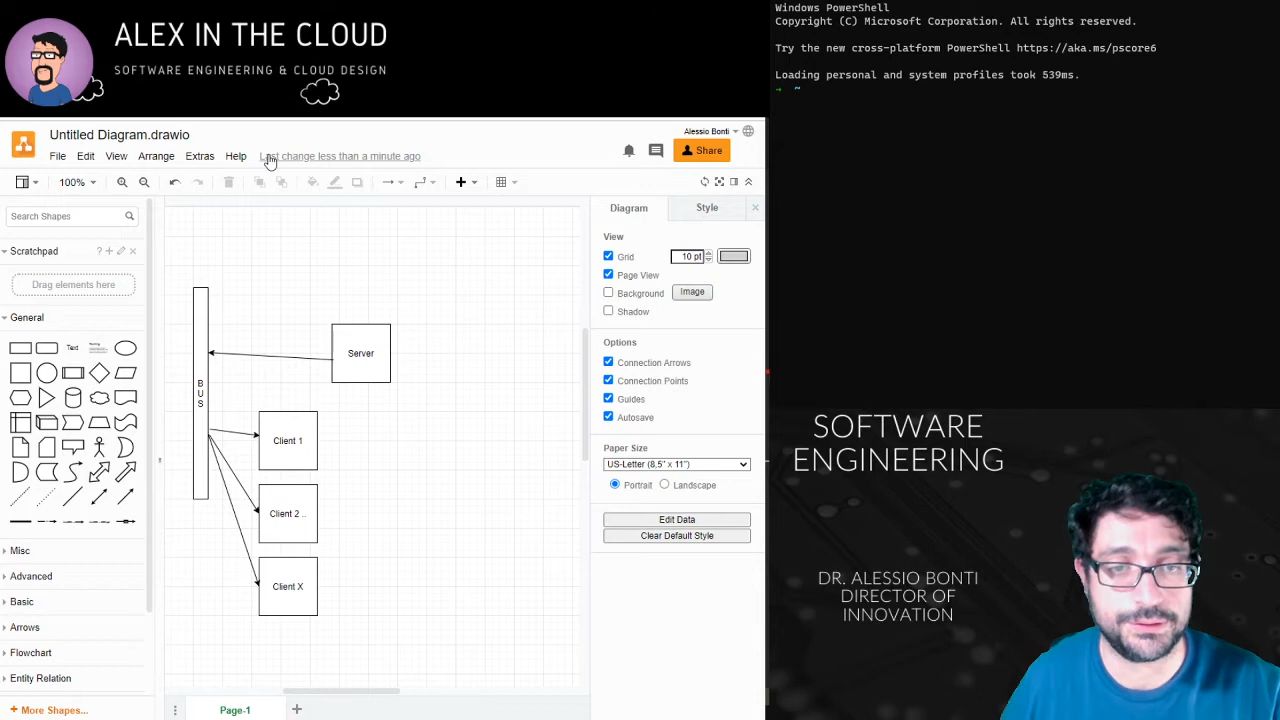 ALEX IN THE CLOUD
SOFTWARE ENGINEERING & CLOUD DESIGN
Untitled Diagram.drawio
Alessio Bonti
File Edit View Arrange Extras Help Last change less than a minute ago
Share
100%
Search Shapes
Scratchpad
Drag elements here
General
Text
Misc
Advanced
Basic
Arrows
Flowchart
Entity Relation
+ More Shapes...
B
U
S
Server
Client 1
Client 2 ..
Client X
Page-1
Diagram Style
View
Grid 10 pt
Page View
Background Image
Shadow
Options
Connection Arrows
Connection Points
Guides
Autosave
Paper Size
US-Letter (8,5" x 11")
Portrait Landscape
Edit Data
Clear Default Style
Windows PowerShell
Copyright (C) Microsoft Corporation. All rights reserved.
Try the new cross-platform PowerShell https://aka.ms/pscore6
Loading personal and system profiles took 539ms.
→ ~
SOFTWARE
ENGINEERING
DR. ALESSIO BONTI
DIRECTOR OF
INNOVATION